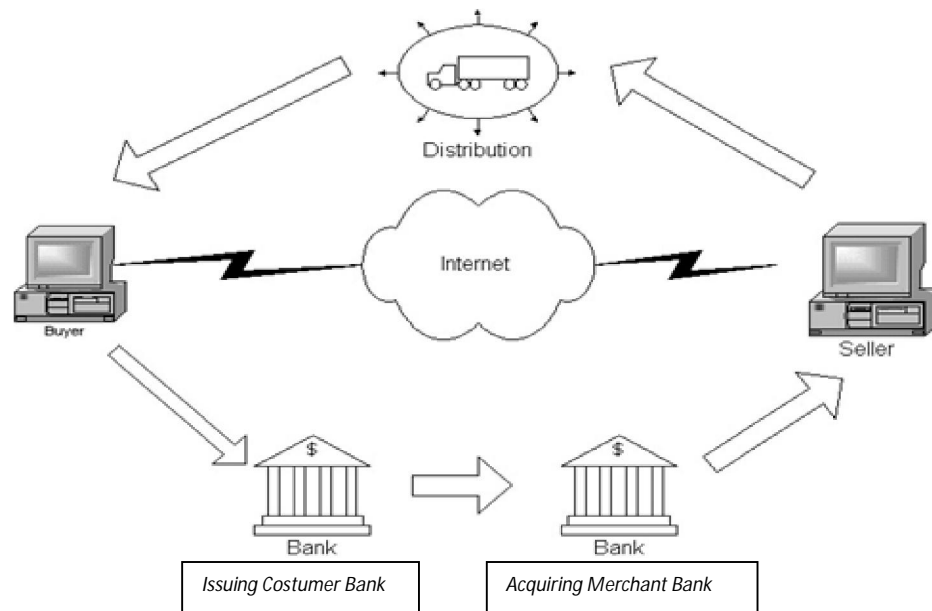 Distribution
Internet
Buyer
Seller
$
$
Bank
Bank
Issuing Costumer Bank
Acquiring Merchant Bank